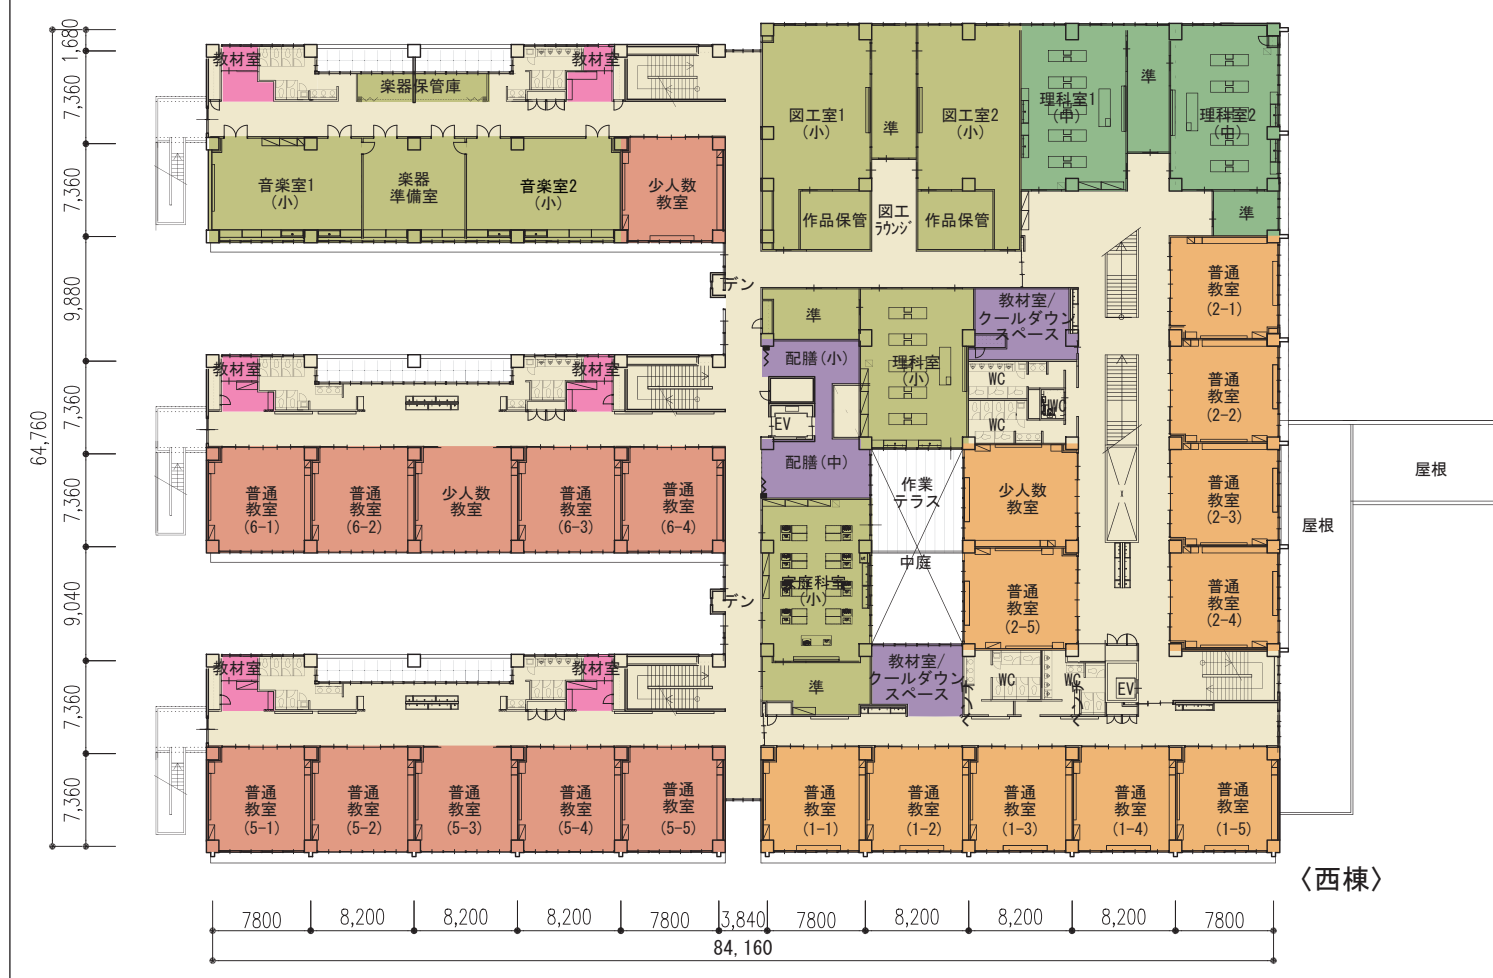 1,680
7,360
7,360
9,880
7,360
7,360
9,040
7,360
7,360
64,760
教材室
楽器保管庫
教材室
図工室1
(小)
準
図工室2
(小)
理科室1
(中)
準
理科室2
(中)
音楽室1
(小)
楽器
準備室
音楽室2
(小)
少人数
教室
作品保管
図工
ラウンジ
作品保管
準
デン
普通
教室
(2-1)
準
教材室/
クールダウン
スペース
教材室
教材室
配膳(小)
理科室
(小)
WC
WC
HWC
EV
普通
教室
(2-2)
配膳(中)
作業
テラス
少人数
教室
普通
教室
(2-3)
屋根
屋根
普通
教室
(6-1)
普通
教室
(6-2)
少人数
教室
普通
教室
(6-3)
普通
教室
(6-4)
中庭
家庭科室
(小)
普通
教室
(2-5)
普通
教室
(2-4)
デン
教材室
教材室
準
教材室/
クールダウン
スペース
WC
WC
EV
普通
教室
(5-1)
普通
教室
(5-2)
普通
教室
(5-3)
普通
教室
(5-4)
普通
教室
(5-5)
普通
教室
(1-1)
普通
教室
(1-2)
普通
教室
(1-3)
普通
教室
(1-4)
普通
教室
(1-5)
〈西棟〉
7800
8,200
8,200
8,200
7800
3,840
7800
8,200
8,200
8,200
7800
84,160